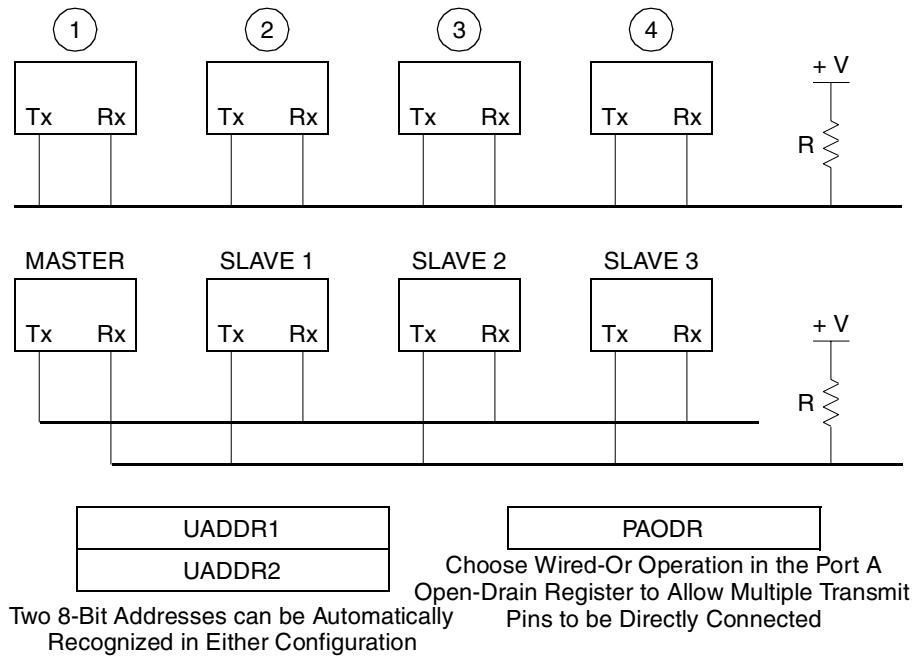 1 2 3 4
+ V
Tx Rx Tx Rx Tx Rx Tx Rx
R
MASTER SLAVE 1 SLAVE 2 SLAVE 3
+ V
Tx Rx Tx Rx Tx Rx Tx Rx
R
UADDR1
UADDR2
Two 8-Bit Addresses can be Automatically
Recognized in Either Configuration
PAODR
Choose Wired-Or Operation in the Port A
Open-Drain Register to Allow Multiple Transmit
Pins to be Directly Connected